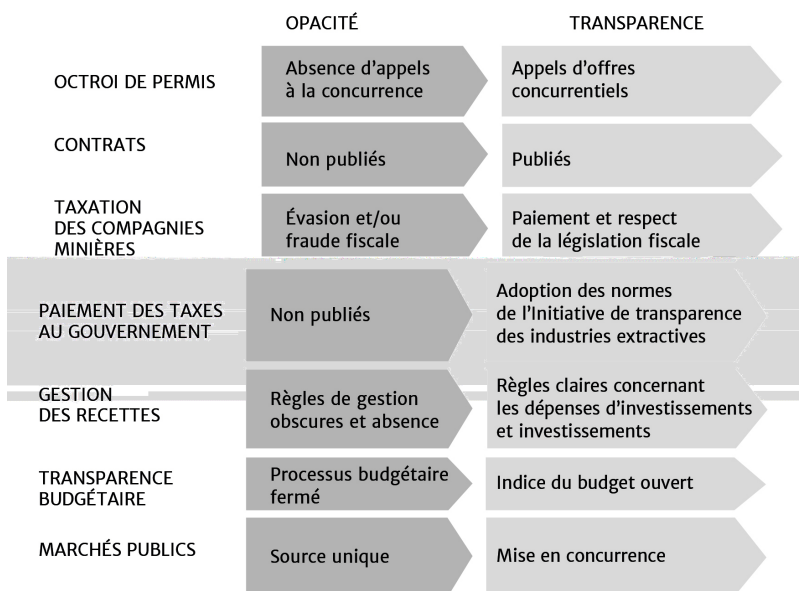 OPACITÉ
TRANSPARENCE
OCTROI DE PERMIS
Absence d'appels
à la concurrence
Appels d'offres
concurrentiels
CONTRATS
Non publiés
Publiés
TAXATION
DES COMPAGNIES
MINIÈRES
Évasion et/ou
fraude fiscale
Paiement et respect
de la législation fiscale
PAIEMENT DES TAXES
AU GOUVERNEMENT
Non publiés
Adoption des normes
de l'Initiative de transparence
des industries extractives
GESTION
DES RECETTES
Règles de gestion
obscures et absence
Règles claires concernant
les dépenses d'investissements
et investissements
TRANSPARENCE
BUDGÉTAIRE
Processus budgétaire
fermé
Indice du budget ouvert
MARCHÉS PUBLICS
Source unique
Mise en concurrence